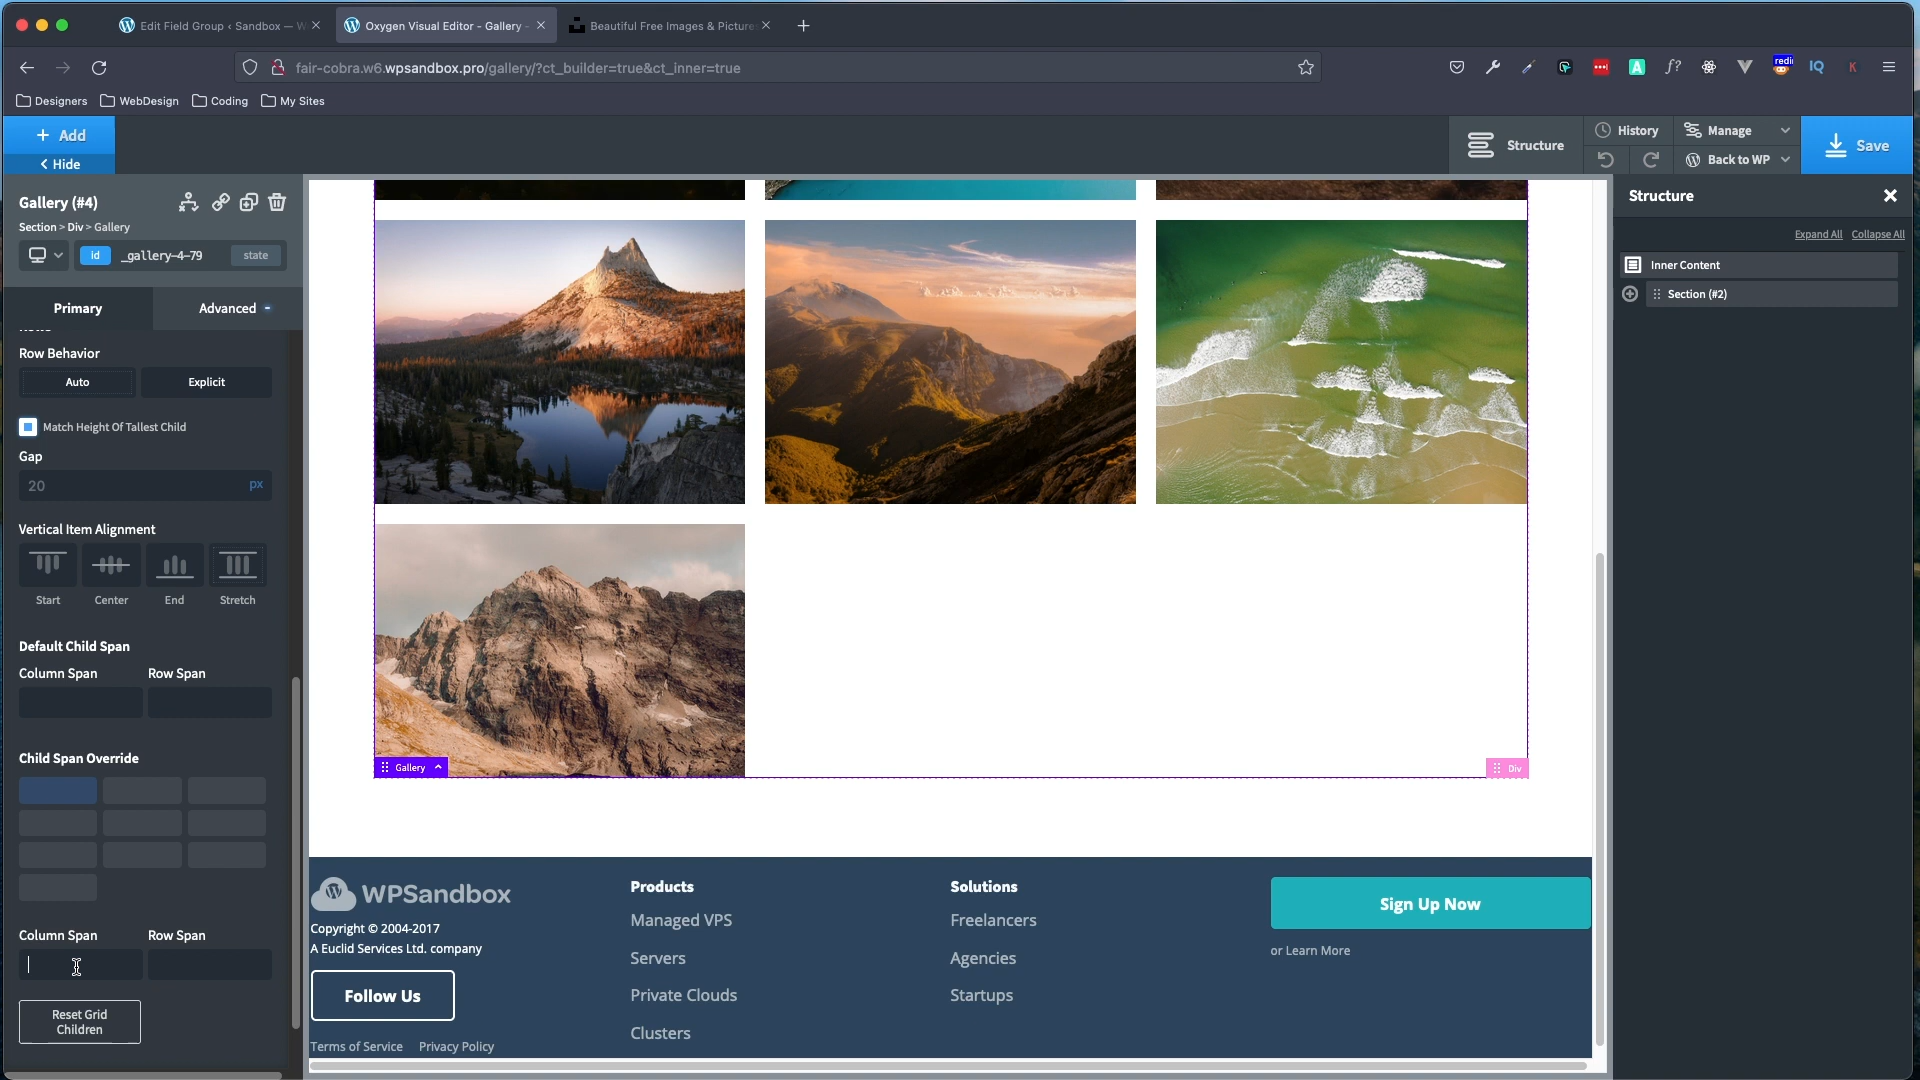 Edit Field Group ‹ Sandbox — W
Oxygen Visual Editor - Gallery -
Beautiful Free Images & Pictures
fair-cobra.w6.wpsandbox.pro/gallery/?ct_builder=true&ct_inner=true
Designers
WebDesign
Coding
My Sites
+ Add
Hide
Structure
History
Manage
Back to WP
Save
Gallery (#4)
Section > Div > Gallery
id
_gallery-4-79
state
Primary
Advanced
Row Behavior
Auto
Explicit
Match Height Of Tallest Child
Gap
20
px
Vertical Item Alignment
Start
Center
End
Stretch
Default Child Span
Column Span
Row Span
Child Span Override
Column Span
Row Span
Reset Grid
Children
Gallery
Div
WPSandbox
Copyright © 2004-2017
A Euclid Services Ltd. company
Follow Us
Terms of Service
Privacy Policy
Products
Managed VPS
Servers
Private Clouds
Clusters
Solutions
Freelancers
Agencies
Startups
Sign Up Now
or Learn More
Structure
Expand All
Collapse All
Inner Content
Section (#2)